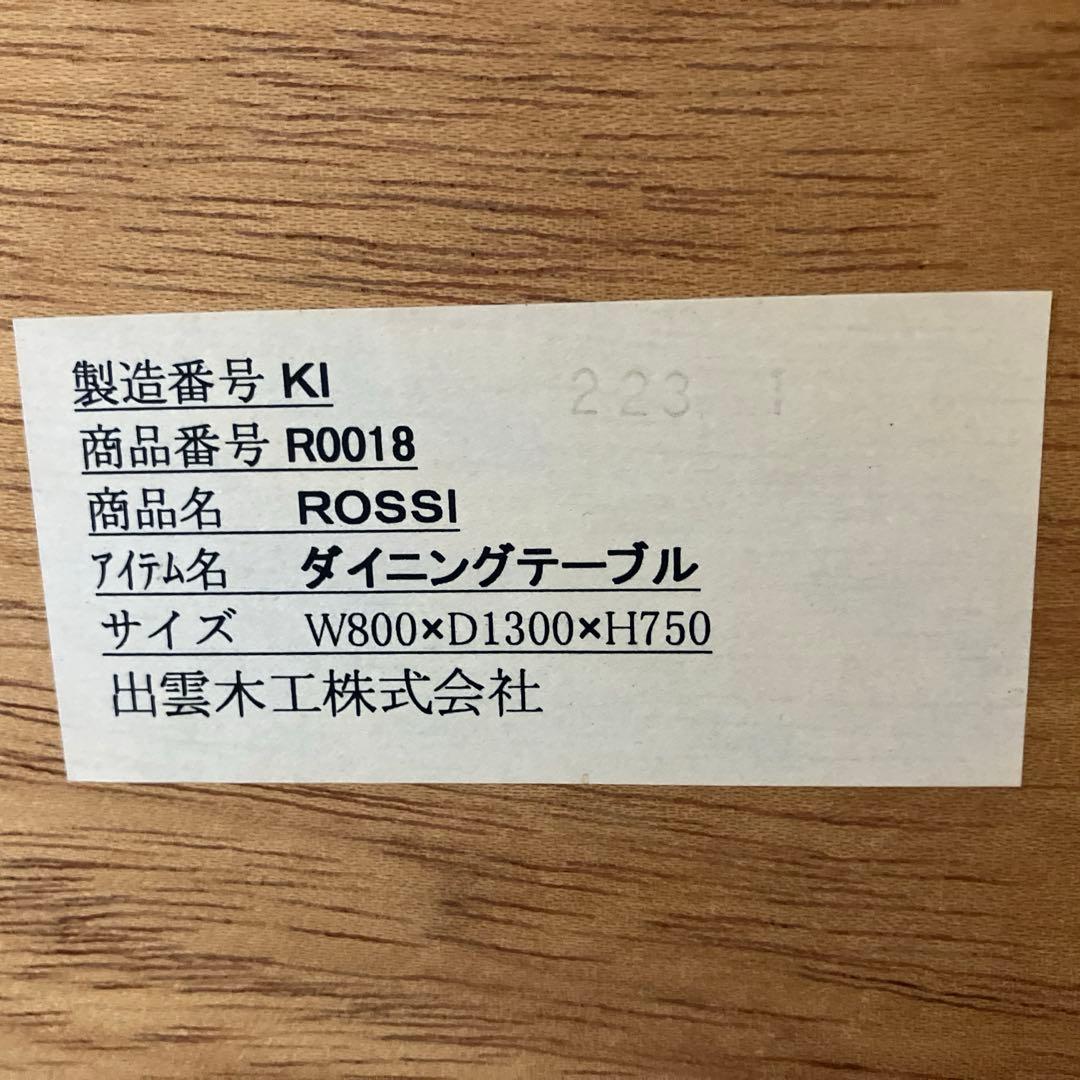 製造番号 KI 223 1
商品番号 R0018
商品名 ROSSI
ｱｲﾃﾑ名 ダイニングテーブル
サイズ W800×D1300×H750
出雲木工株式会社